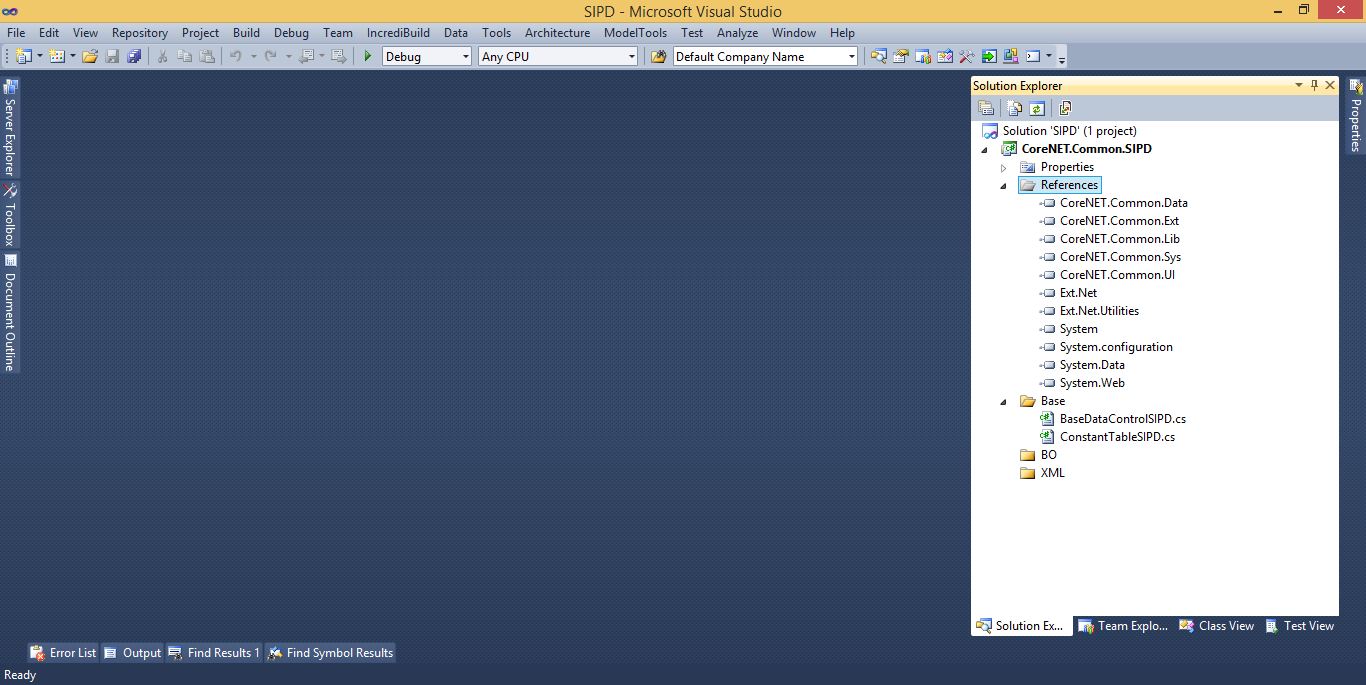 SIPD - Microsoft Visual Studio
File Edit View Repository Project Build Debug Team IncrediBuild Data Tools Architecture ModelTools Test Analyze Window Help
Debug Any CPU Default Company Name
Server Explorer
Toolbox
Document Outline
Solution Explorer
Properties
Solution 'SIPD' (1 project)
CoreNET.Common.SIPD
Properties
References
CoreNET.Common.Data
CoreNET.Common.Ext
CoreNET.Common.Lib
CoreNET.Common.Sys
CoreNET.Common.UI
Ext.Net
Ext.Net.Utilities
System
System.configuration
System.Data
System.Web
Base
BaseDataControlSIPD.cs
ConstantTableSIPD.cs
BO
XML
Solution Ex... Team Explo... Class View Test View
Error List Output Find Results 1 Find Symbol Results
Ready